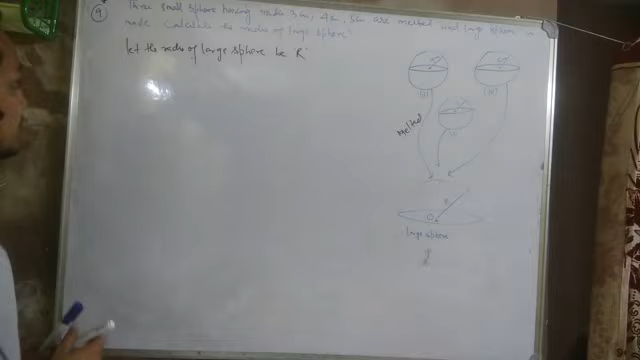 9 Three small sphere having radii 3cm, 4cm, 5cm are melted and large sphere is
made Calculate the radius of large sphere.
let the radius of large sphere be R
Melted
R
large sphere